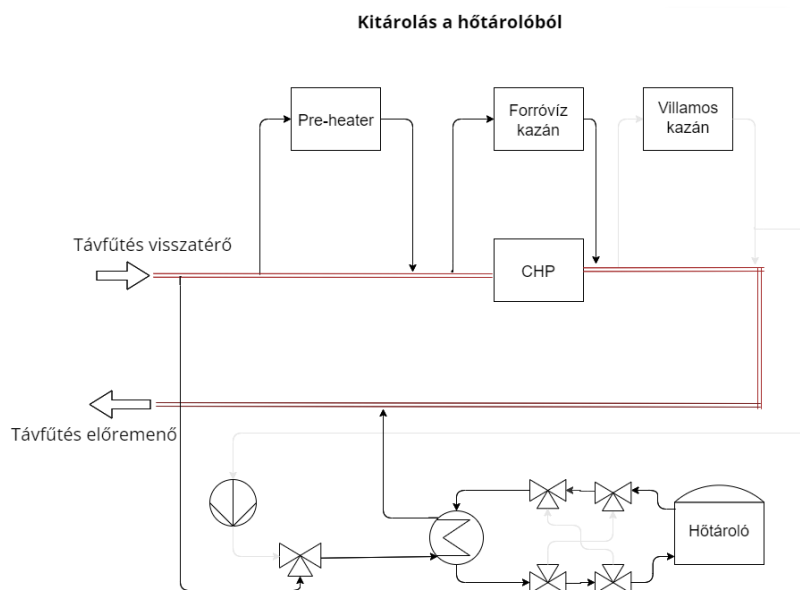 Kitárolás a hőtárolóból
Pre-heater
Forróvíz
kazán
Villamos
kazán
Távfűtés visszatérő
CHP
Távfűtés előremenő
Hőtároló